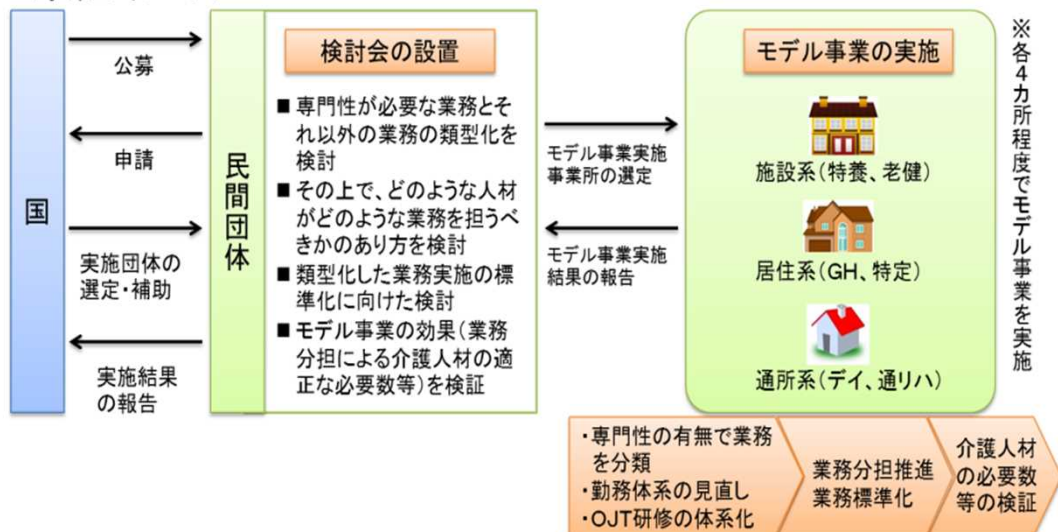 国
公募
申請
実施団体の
選定・補助
実施結果
の報告
民間団体
検討会の設置
■ 専門性が必要な業務とそ
れ以外の業務の類型化を
検討
■ その上で、どのような人材
がどのような業務を担うべ
きかのあり方を検討
■ 類型化した業務実施の標
準化に向けた検討
■ モデル事業の効果(業務
分担による介護人材の適
正な必要数等)を検証
モデル事業実施
事業所の選定
モデル事業実施
結果の報告
モデル事業の実施
施設系(特養、老健)
居住系(GH、特定)
通所系(デイ、通リハ)
※各4カ所程度でモデル事業を実施
・専門性の有無で業務
を分類
・勤務体系の見直し
・OJT研修の体系化
業務分担推進
業務標準化
介護人材
の必要数
等の検証